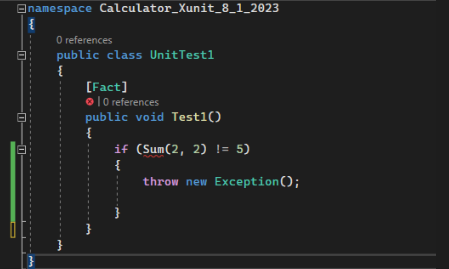 namespace Calculator_Xunit_8_1_2023
{
0 references
public class UnitTest1
{
[Fact]
| 0 references
public void Test1()
{
if (Sum(2, 2) != 5)
{
throw new Exception();
}
}
}
}